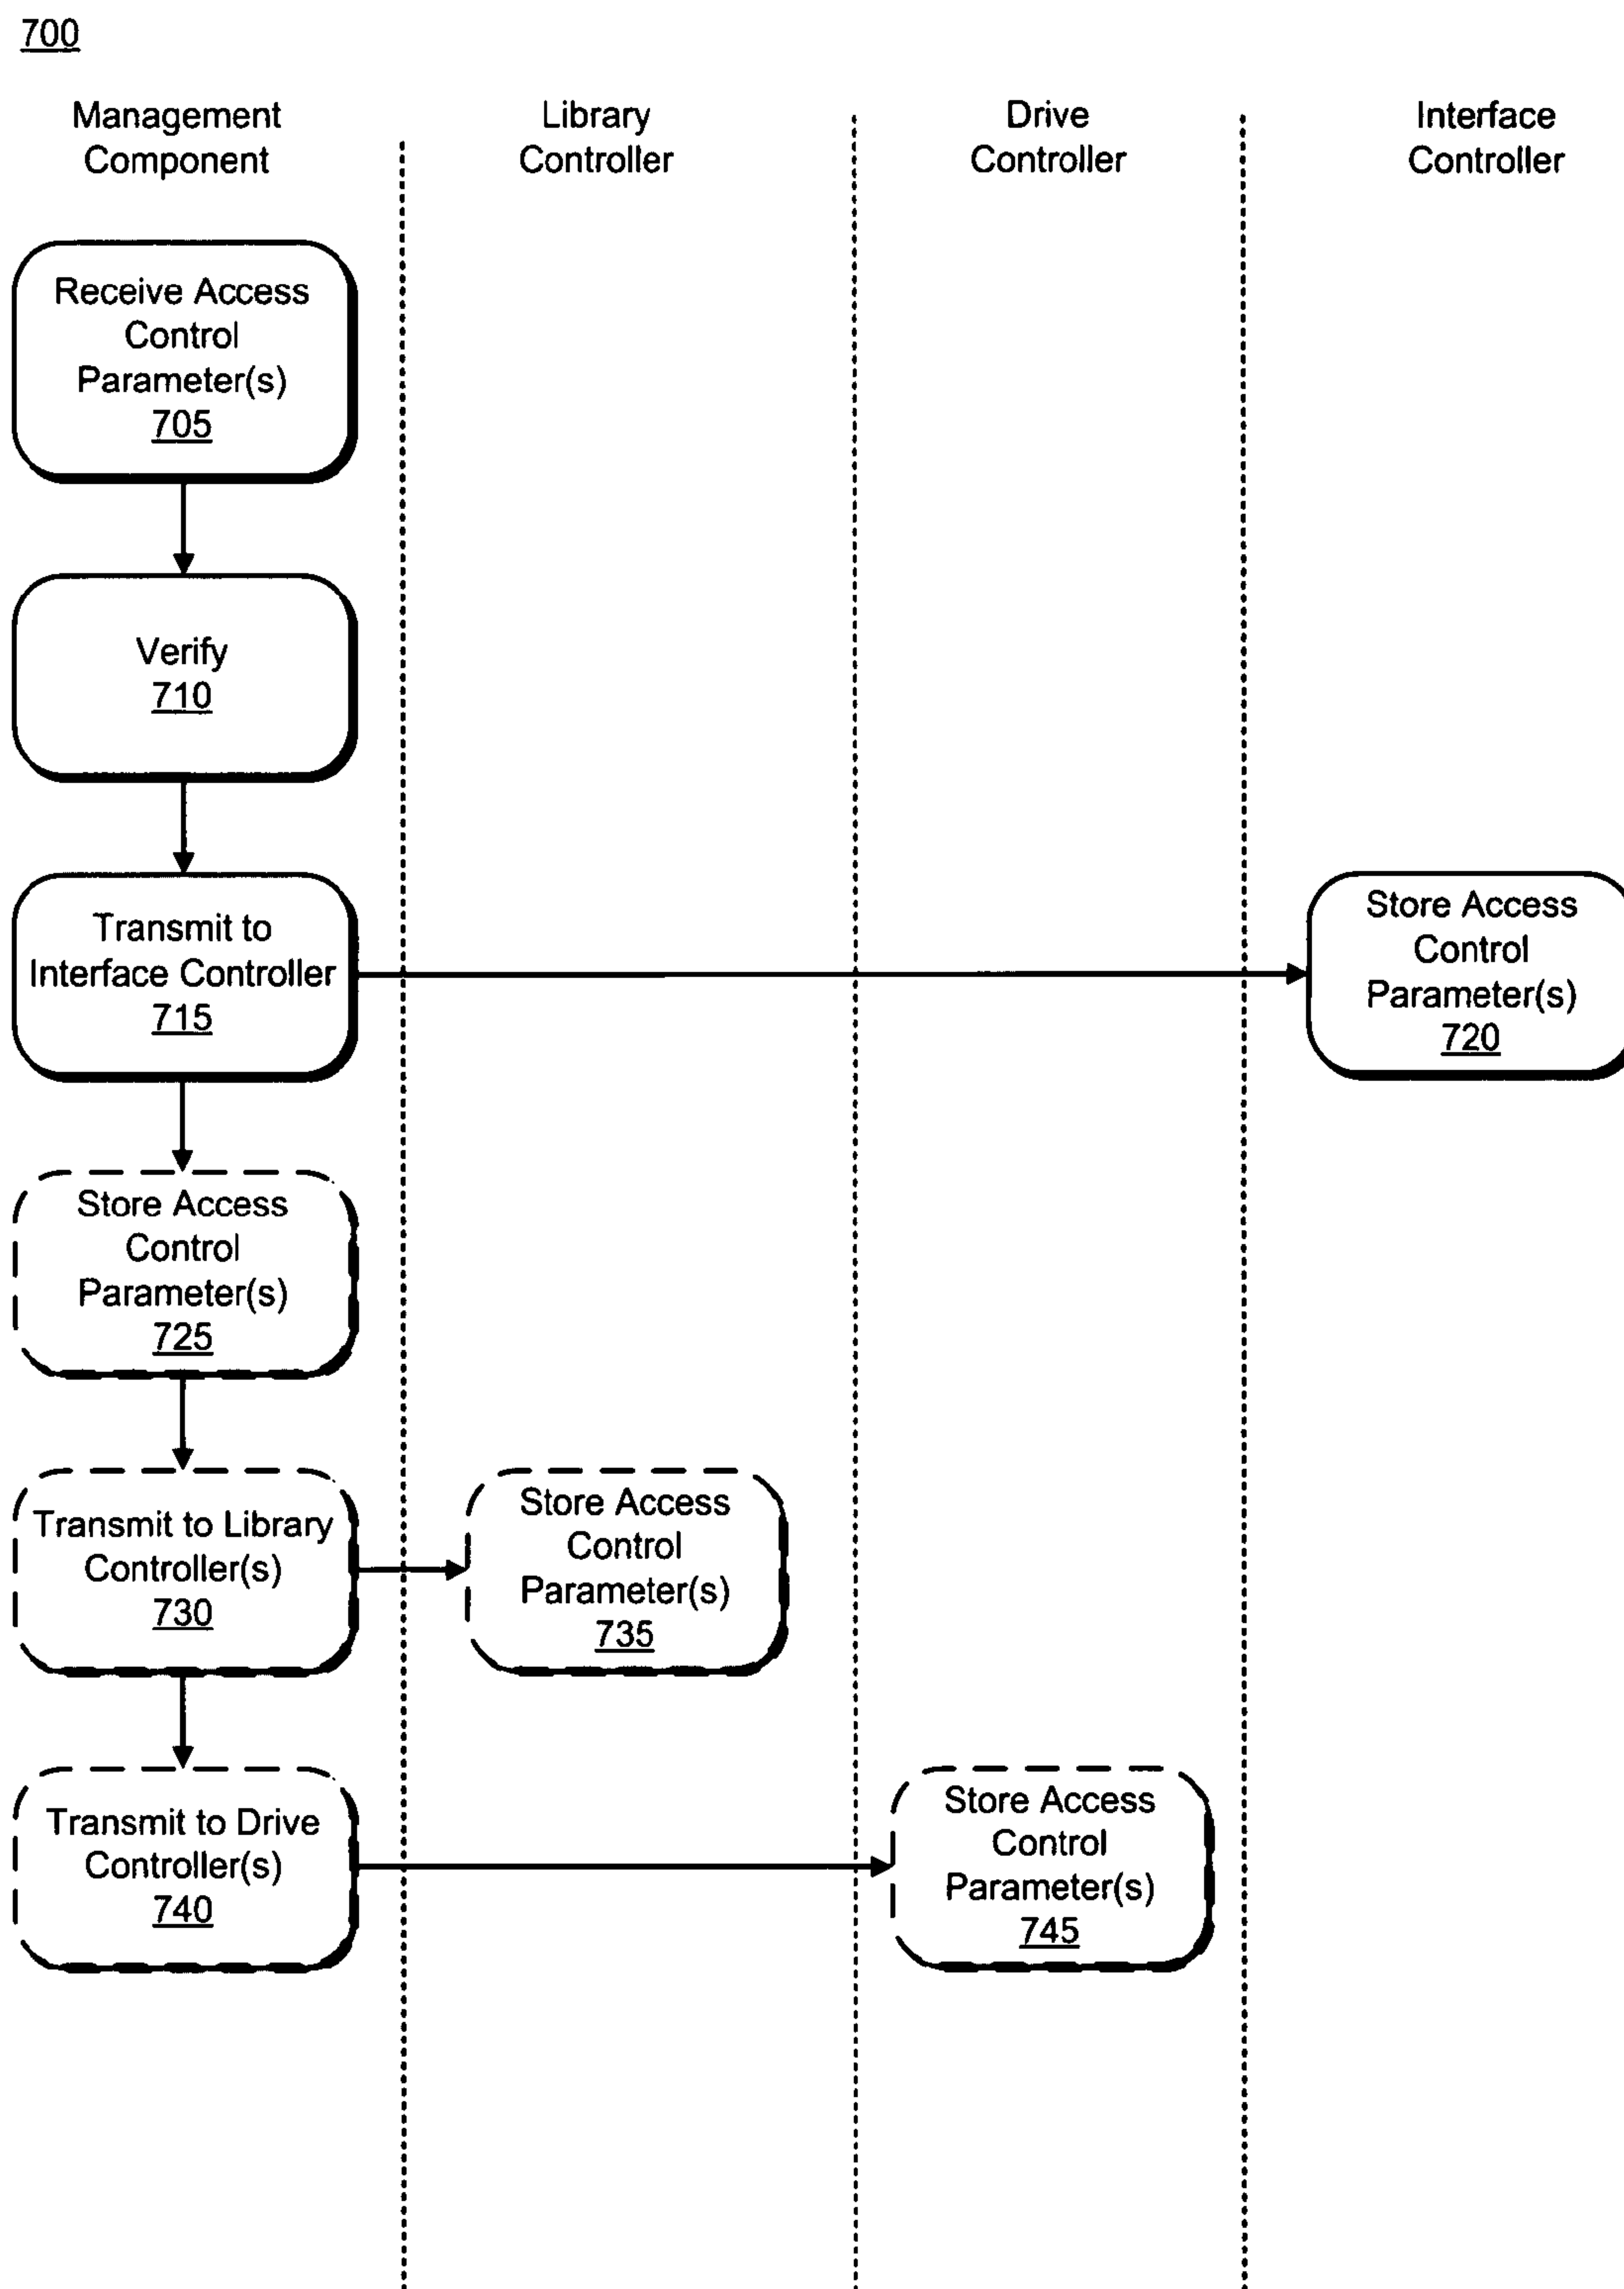 700
Management
Component
Library
Controller
Drive
Controller
Interface
Controller
Receive Access
Control
Parameter(s)
705
Verify
710
Transmit to
Interface Controller
715
Store Access
Control
Parameter(s)
720
Store Access
Control
Parameter(s)
725
Transmit to Library
Controller(s)
730
Store Access
Control
Parameter(s)
735
Transmit to Drive
Controller(s)
740
Store Access
Control
Parameter(s)
745